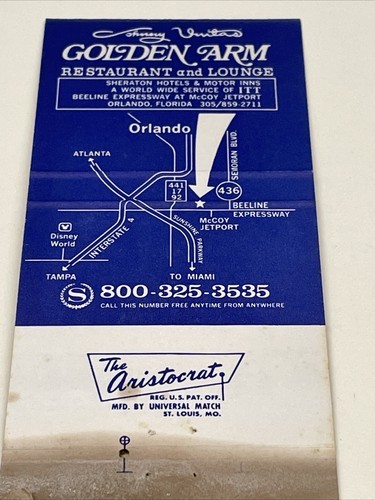 Johnny Unitas
GOLDEN ARM
RESTAURANT and LOUNGE
SHERATON HOTELS & MOTOR INNS
A WORLD WIDE SERVICE OF ITT
BEELINE EXPRESSWAY AT McCOY JETPORT
ORLANDO, FLORIDA 305/859-2711
Orlando
ATLANTA
SEMORAN BLVD.
441
17
92
436
BEELINE
EXPRESSWAY
McCOY
JETPORT
Disney
World
INTERSTATE 4
SUNSHINE PARKWAY
TAMPA
TO MIAMI
S 800-325-3535
CALL THIS NUMBER FREE ANYTIME FROM ANYWHERE
The
Aristocrat
REG. U.S. PAT. OFF.
MFD. BY UNIVERSAL MATCH
ST. LOUIS, MO.